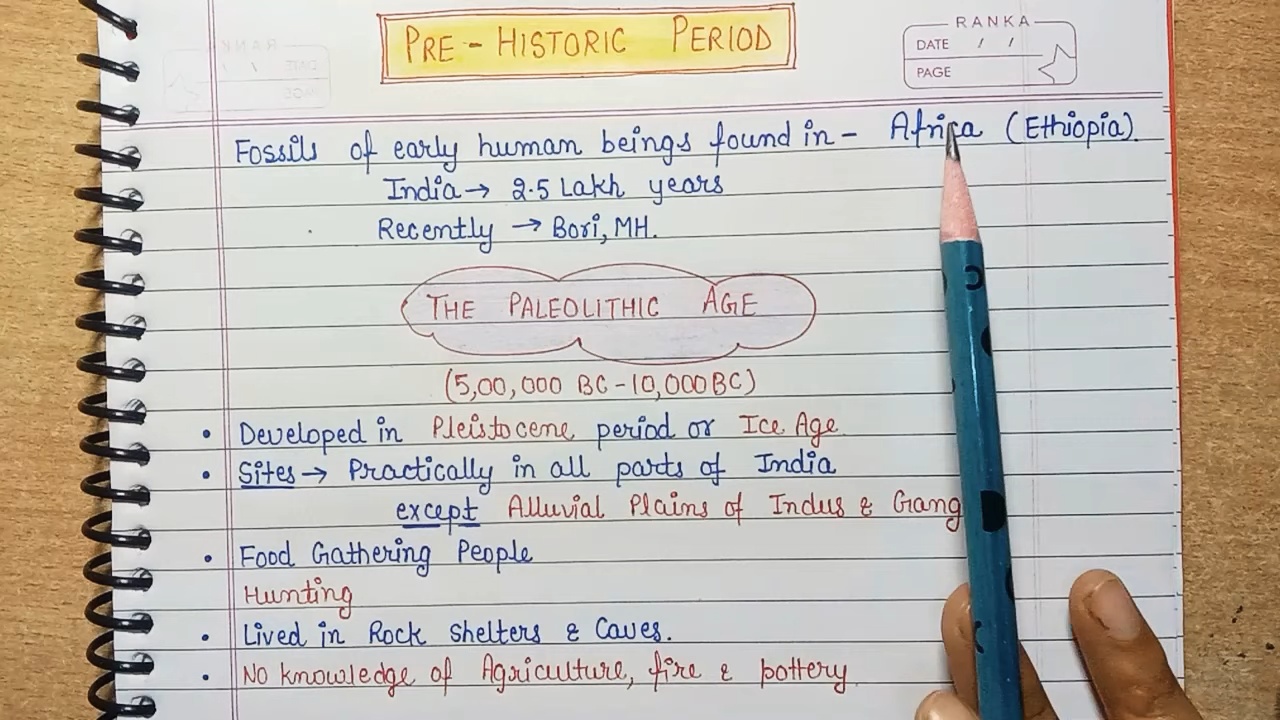 PRE - HISTORIC PERIOD
RANKA
DATE / /
PAGE
Fossils of early human beings found in - Africa (Ethiopia)
India → 2.5 Lakh years
Recently → Bori, MH.
THE PALEOLITHIC AGE
(5,00,000 BC - 10,000 BC)
• Developed in Pleistocene period or Ice Age
• Sites → Practically in all parts of India
except Alluvial Plains of Indus & Gang
• Food Gathering People
Hunting
• Lived in Rock shelters & Caves.
• No knowledge of Agriculture, fire & pottery